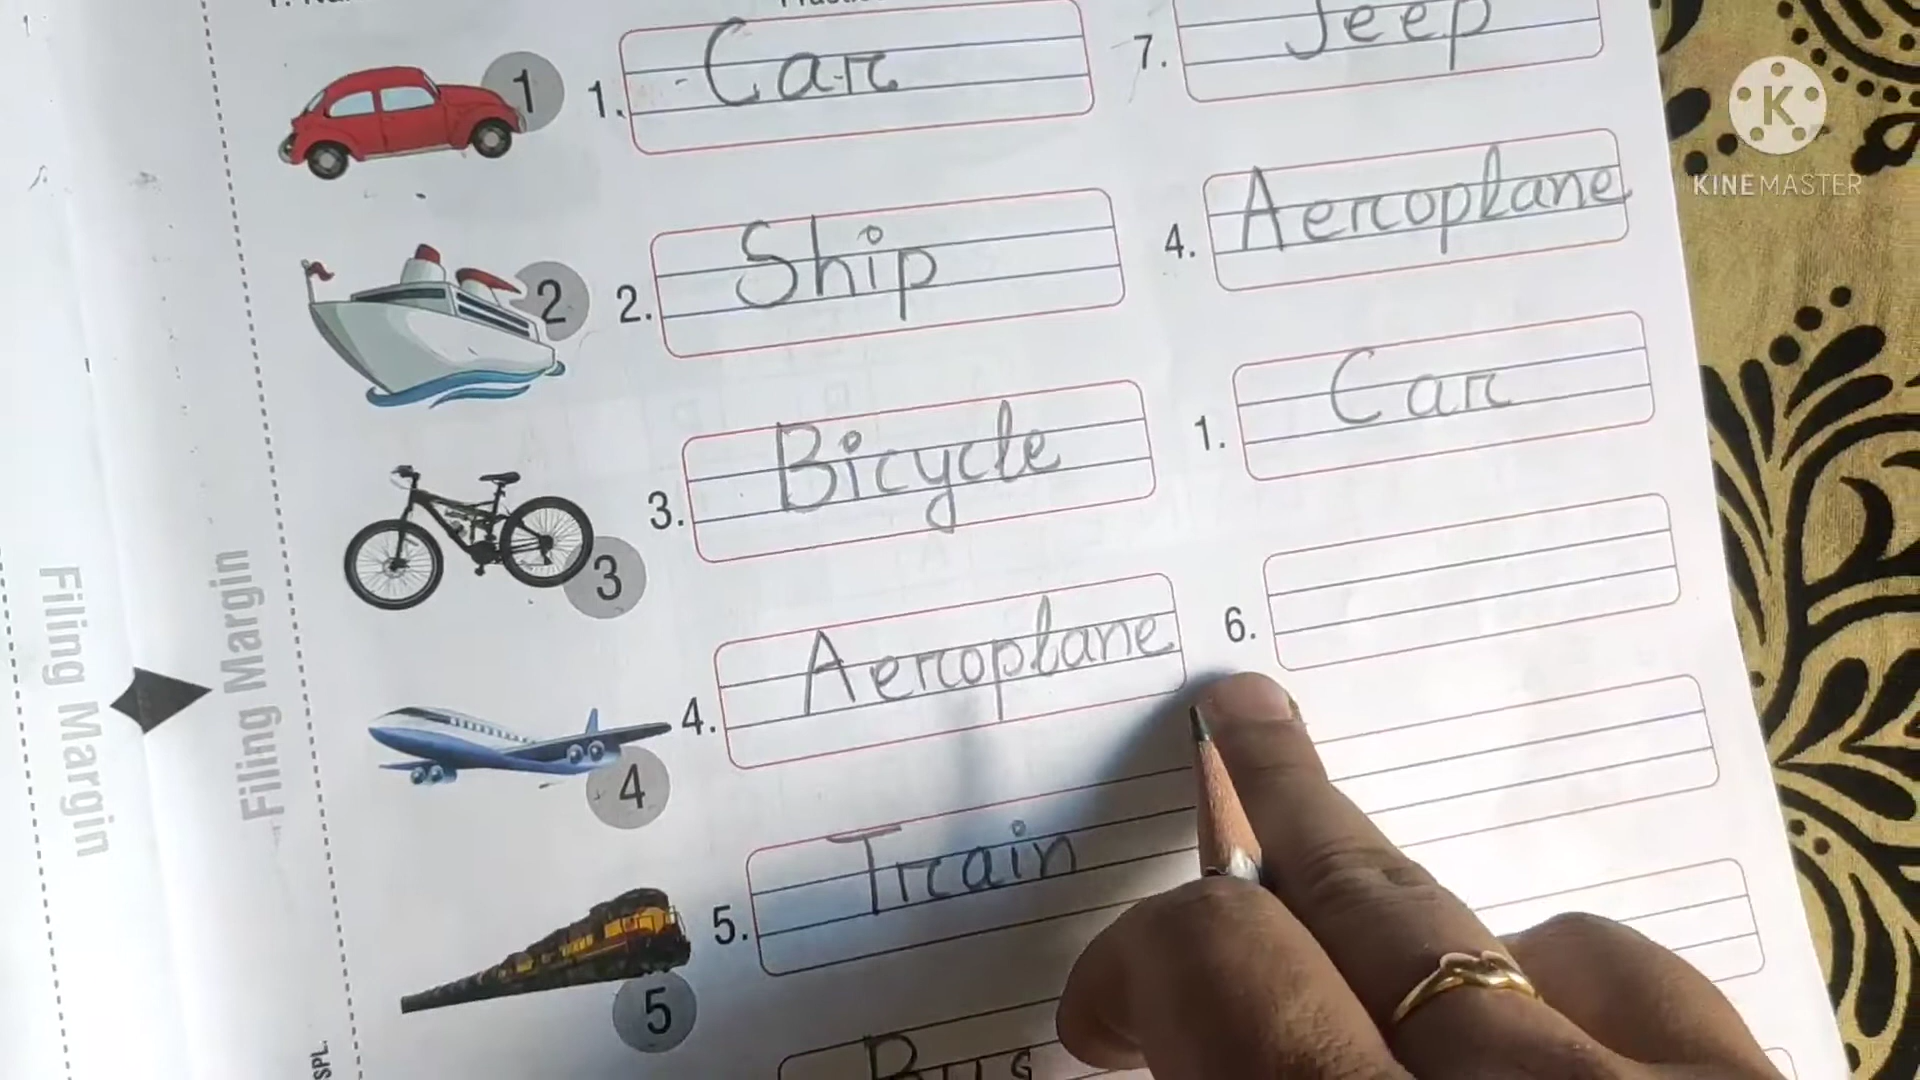 1
1. Car
7. Jeep
2
2. Ship
4. Aeroplane
3
3. Bicycle
1. Car
4
4. Aeroplane
6.
5
5. Train
Bus
Filing Margin
Filing Margin
SPL.
KINEMASTER